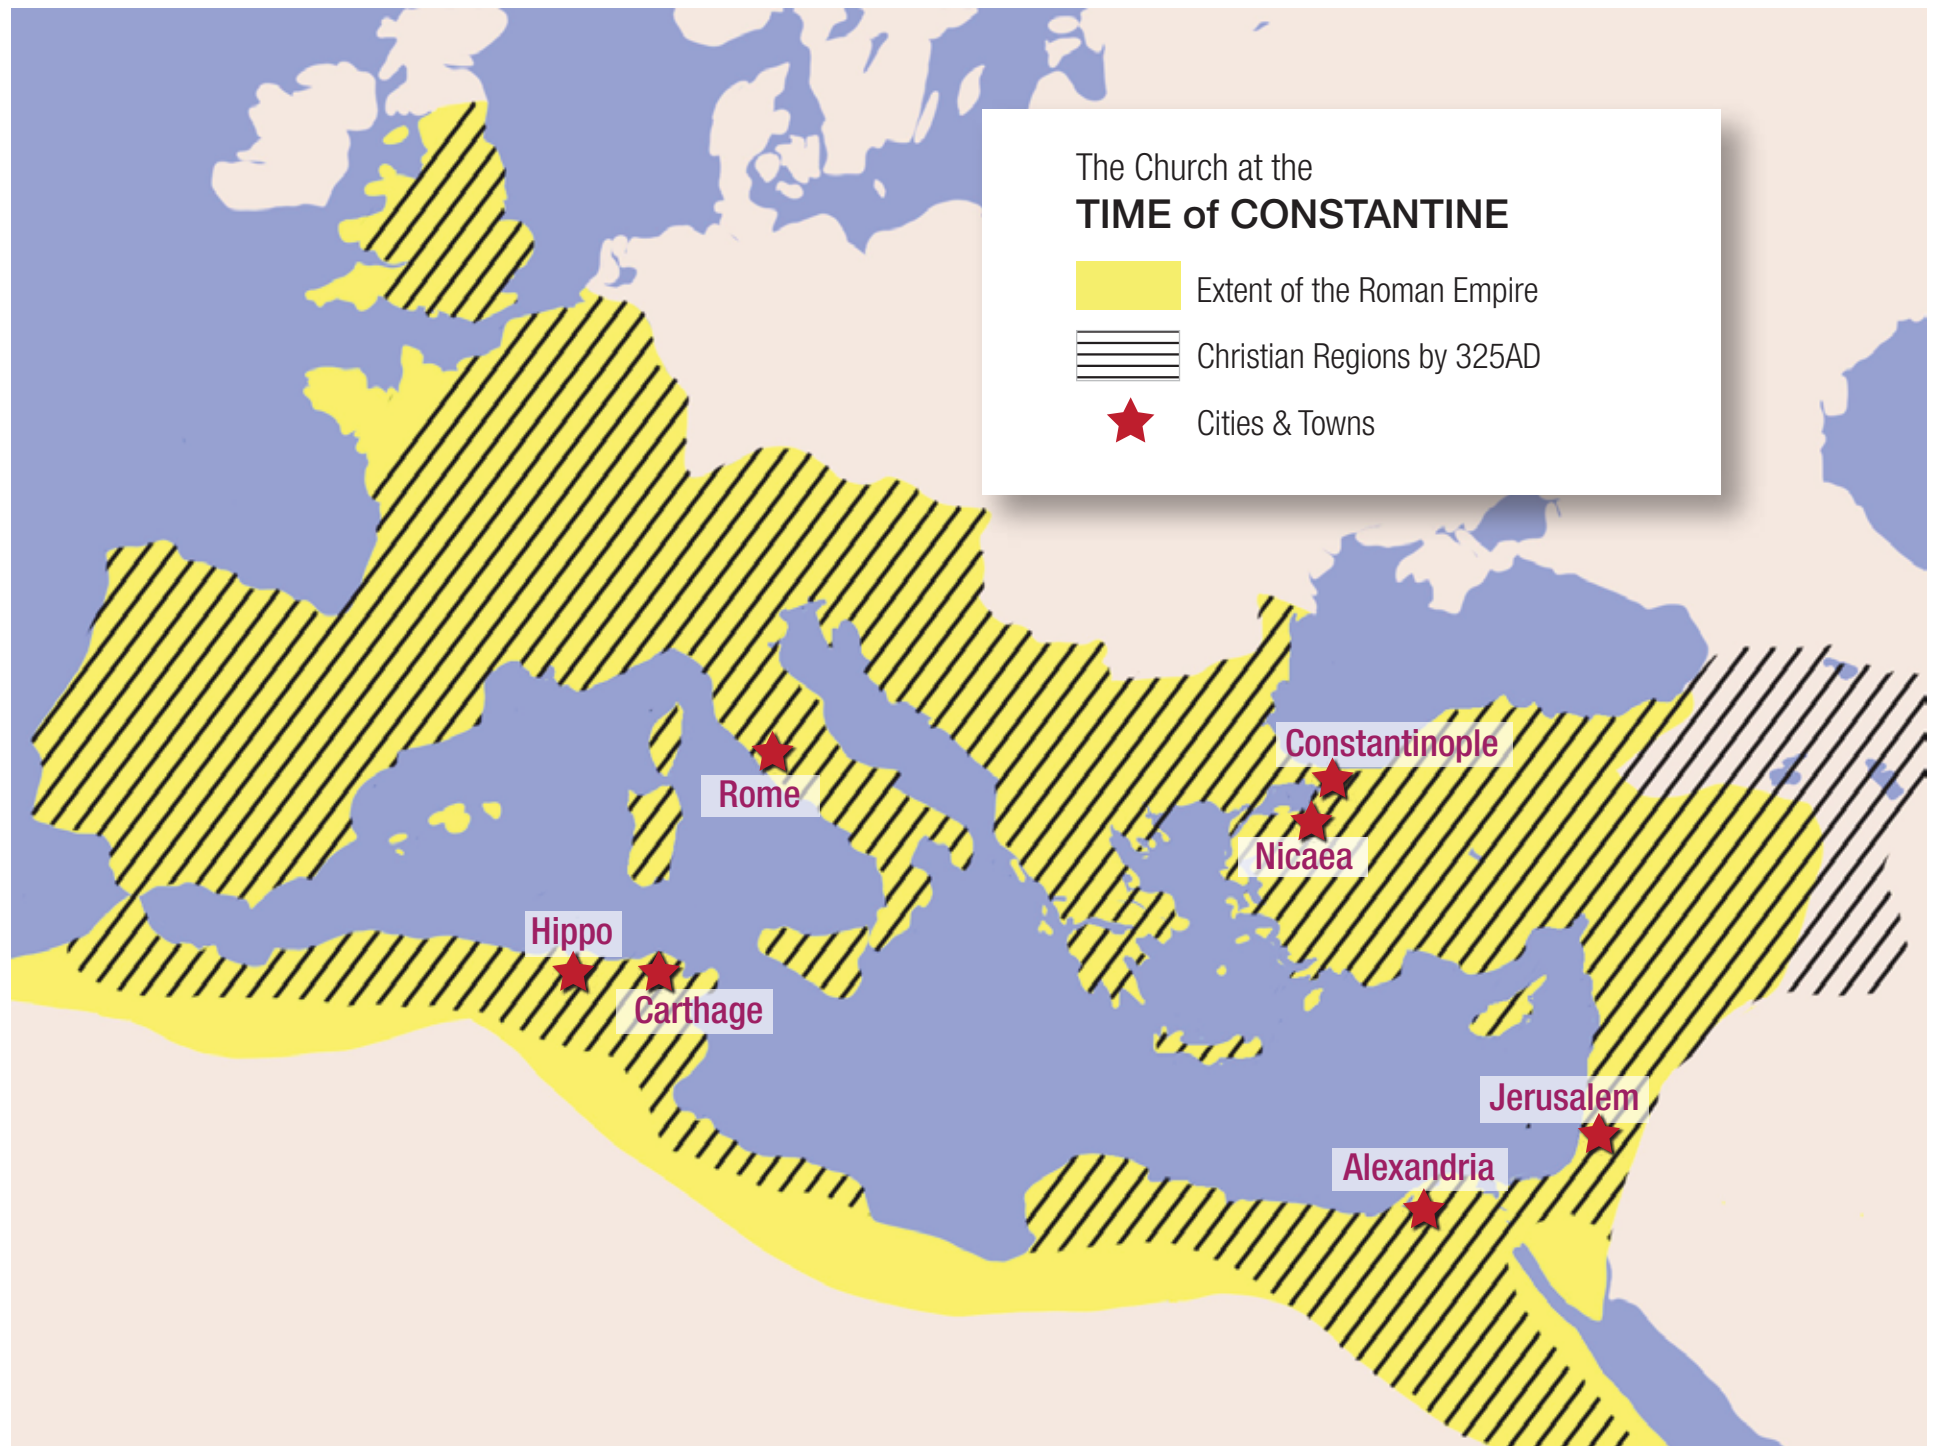 The Church at the
TIME of CONSTANTINE
Extent of the Roman Empire
Christian Regions by 325AD
Cities & Towns
Constantinople
Rome
Nicaea
Hippo
Carthage
Jerusalem
Alexandria